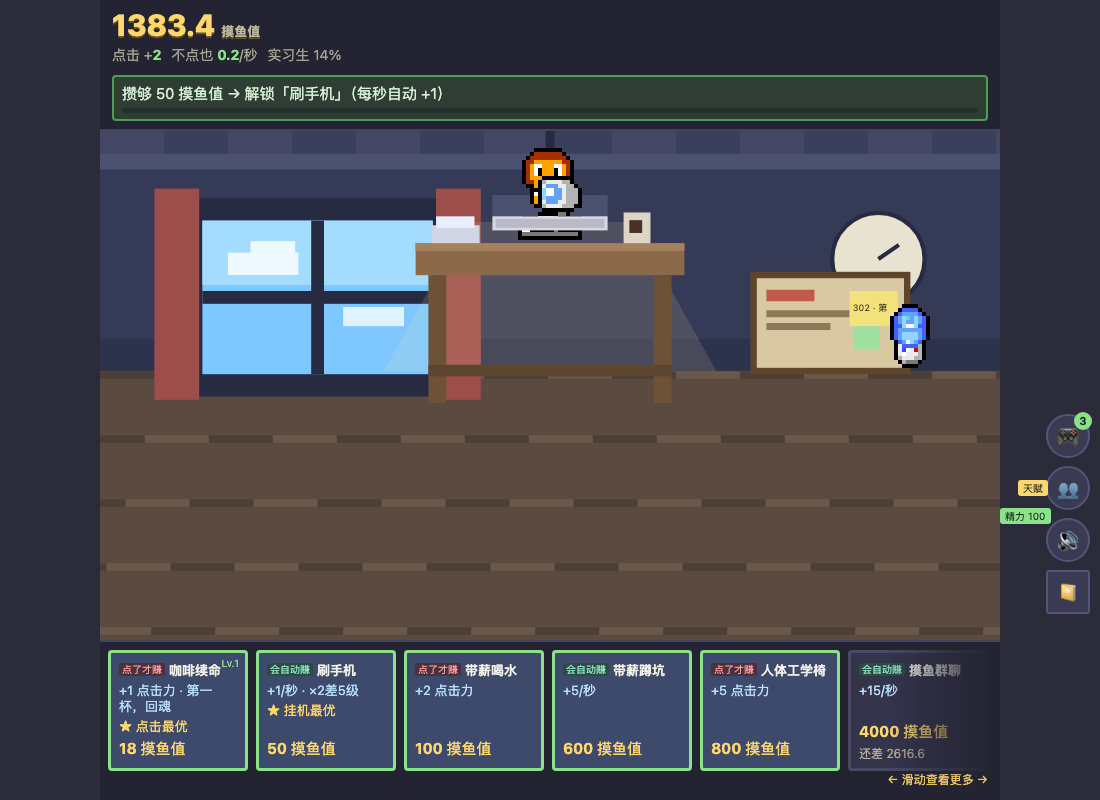 1383.4 摸鱼值
点击 +2 不点也 0.2/秒 实习生 14%
攒够 50 摸鱼值 → 解锁「刷手机」（每秒自动 +1）
302 · 第
3
天赋
精力 100
点了才赚 咖啡续命 Lv.1
+1 点击力 · 第一
杯，回魂
★ 点击最优
18 摸鱼值
会自动赚 刷手机
+1/秒 · ×2差5级
★ 挂机最优
50 摸鱼值
点了才赚 带薪喝水
+2 点击力
100 摸鱼值
会自动赚 带薪蹲坑
+5/秒
600 摸鱼值
点了才赚 人体工学椅
+5 点击力
800 摸鱼值
会自动赚 摸鱼群聊
+15/秒
4000 摸鱼值
还差 2616.6
← 滑动查看更多 →